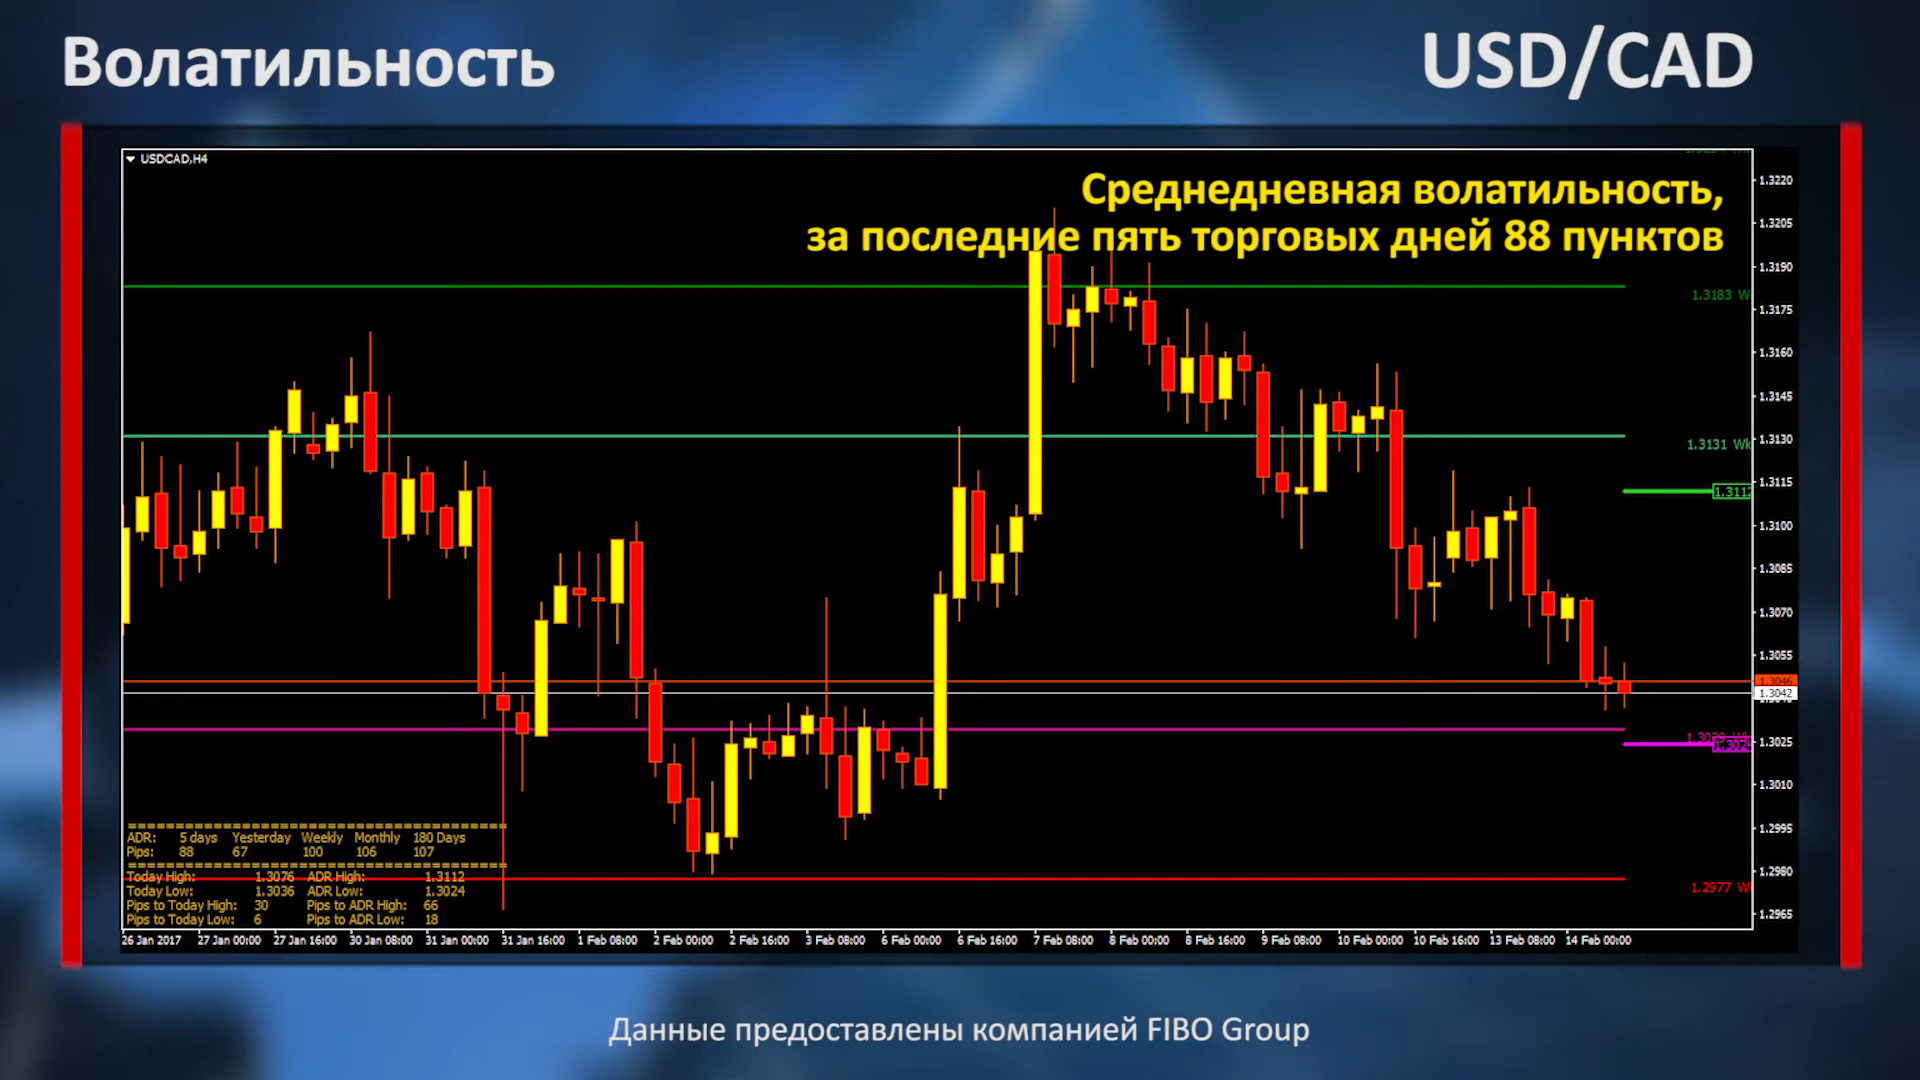 Волатильность
USD/CAD
USDCAD,H4
Среднедневная волатильность,
за последние пять торговых дней 88 пунктов
1.3220
1.3205
1.3190
1.3183 W
1.3175
1.3160
1.3145
1.3130
1.3131 Wk
1.3115
1.3112
1.3100
1.3085
1.3070
1.3055
1.3046
1.3042
1.3025
1.3010
1.2995
1.2980
1.2977 W
1.2965
ADR: 5 days Yesterday Weekly Monthly 180 Days
Pips: 88 67 100 106 107
Today High: 1.3076 ADR High: 1.3112
Today Low: 1.3036 ADR Low: 1.3024
Pips to Today High: 30 Pips to ADR High: 66
Pips to Today Low: 6 Pips to ADR Low: 18
26 Jan 2017 27 Jan 00:00 27 Jan 16:00 30 Jan 08:00 31 Jan 00:00 31 Jan 16:00 1 Feb 08:00 2 Feb 00:00 2 Feb 16:00 3 Feb 08:00 6 Feb 00:00 6 Feb 16:00 7 Feb 08:00 8 Feb 00:00 8 Feb 16:00 9 Feb 08:00 10 Feb 00:00 10 Feb 16:00 13 Feb 08:00 14 Feb 00:00
Данные предоставлены компанией FIBO Group